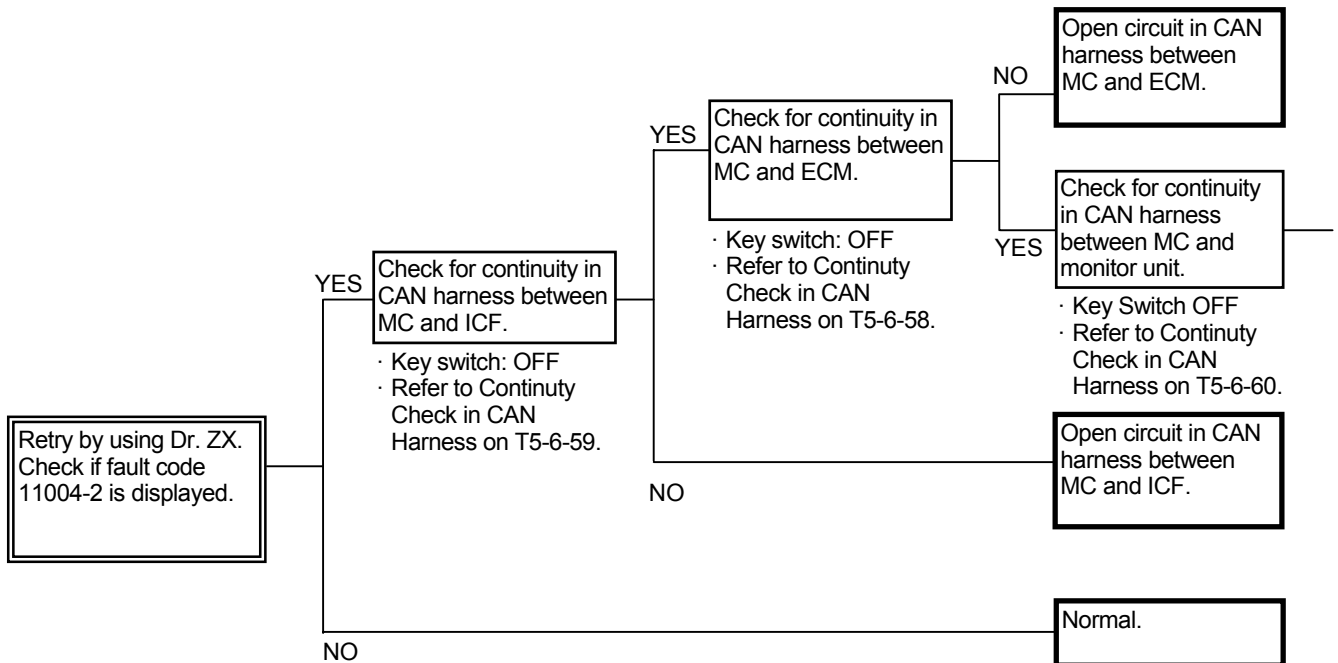 Retry by using Dr. ZX.
Check if fault code
11004-2 is displayed.
YES
Check for continuity in
CAN harness between
MC and ICF.
· Key switch: OFF
· Refer to Continuty
Check in CAN
Harness on T5-6-59.
YES
Check for continuity in
CAN harness between
MC and ECM.
· Key switch: OFF
· Refer to Continuty
Check in CAN
Harness on T5-6-58.
NO
Open circuit in CAN
harness between
MC and ECM.
YES
Check for continuity
in CAN harness
between MC and
monitor unit.
· Key Switch OFF
· Refer to Continuty
Check in CAN
Harness on T5-6-60.
NO
Open circuit in CAN
harness between
MC and ICF.
NO
Normal.